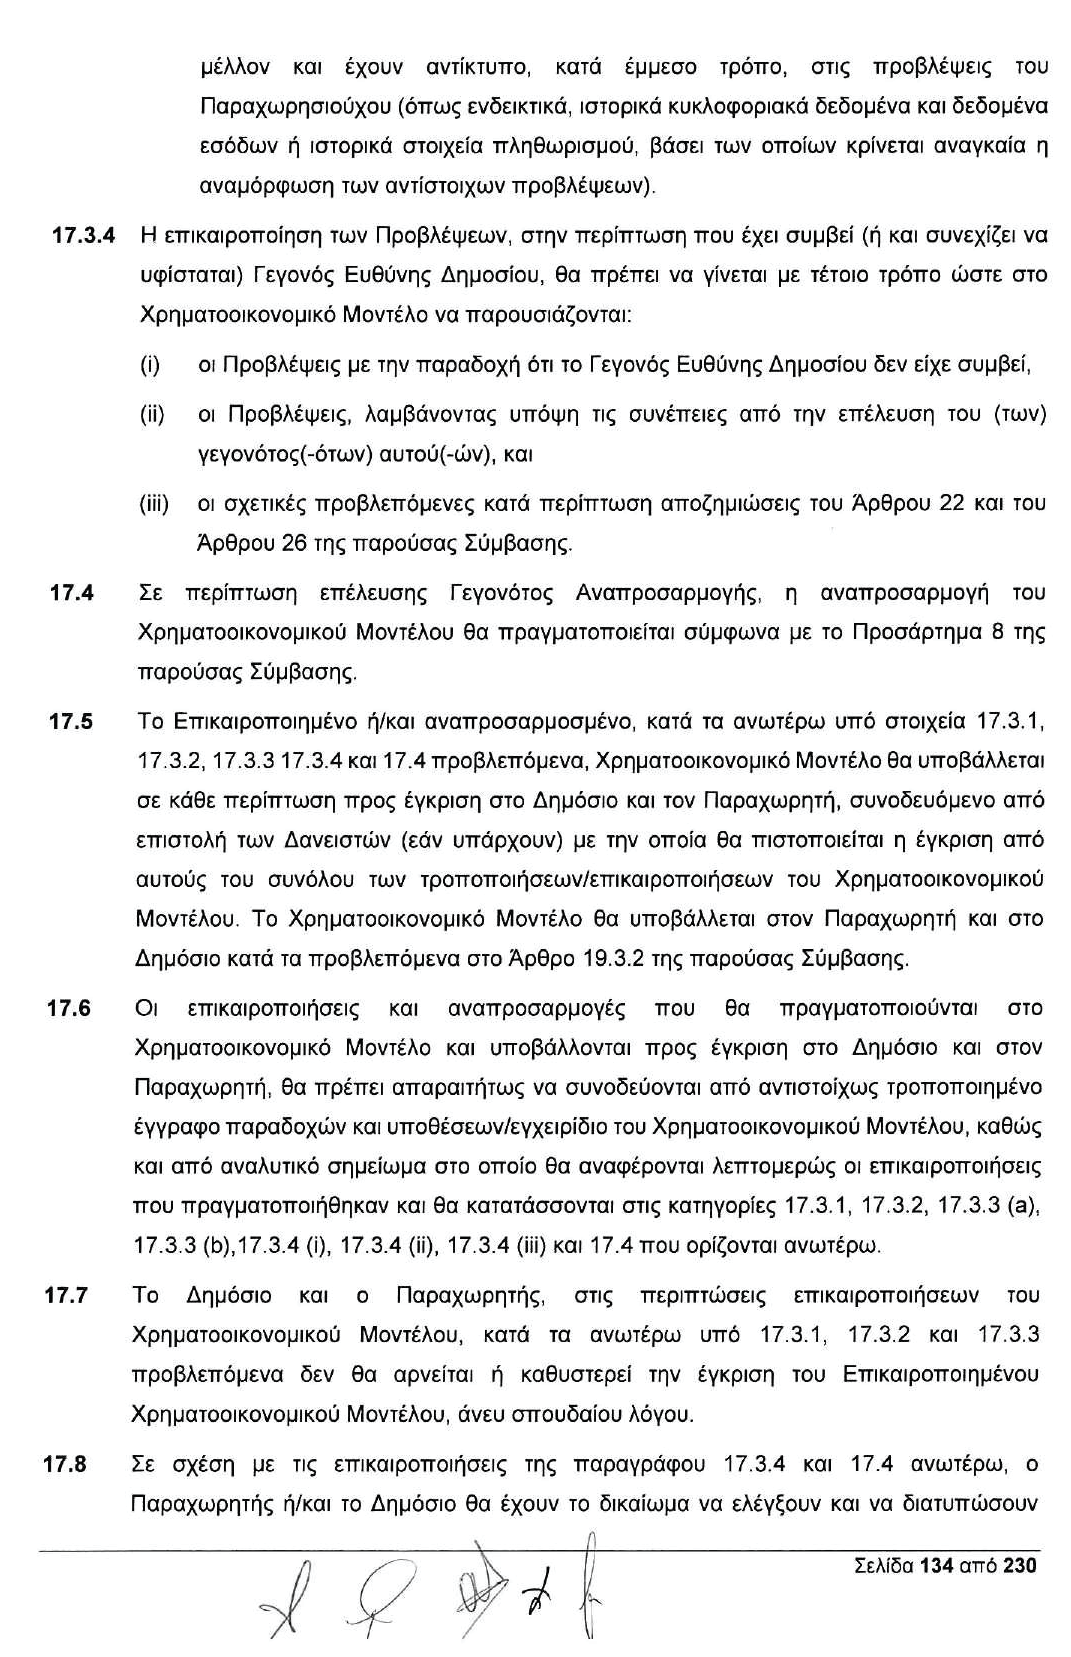 μέλλον και έχουν αντίκτυπο, κατά έμμεσο τρόπο, στις προβλέψεις του
Παραχωρησιούχου (όπως ενδεικτικά, ιστορικά κυκλοφοριακά δεδομένα και δεδομένα
εσόδων ή ιστορικά στοιχεία πληθωρισμού, βάσει των οποίων κρίνεται αναγκαία η
αναμόρφωση των αντίστοιχων προβλέψεων).
17.3.4 Η επικαιροποίηση των Προβλέψεων, στην περίπτωση που έχει συμβεί (ή και συνεχίζει να
υφίσταται) Γεγονός Ευθύνης Δημοσίου, θα πρέπει να γίνεται με τέτοιο τρόπο ώστε στο
Χρηματοοικονομικό Μοντέλο να παρουσιάζονται:
(i) οι Προβλέψεις με την παραδοχή ότι το Γεγονός Ευθύνης Δημοσίου δεν είχε συμβεί,
(ii) οι Προβλέψεις, λαμβάνοντας υπόψη τις συνέπειες από την επέλευση του (των)
γεγονότος(-ότων) αυτού(-ών), και
(iii) οι σχετικές προβλεπόμενες κατά περίπτωση αποζημιώσεις του Άρθρου 22 και του
Άρθρου 26 της παρούσας Σύμβασης.
17.4 Σε περίπτωση επέλευσης Γεγονότος Αναπροσαρμογής, η αναπροσαρμογή του
Χρηματοοικονομικού Μοντέλου θα πραγματοποιείται σύμφωνα με το Προσάρτημα 8 της
παρούσας Σύμβασης.
17.5 Το Επικαιροποιημένο ή/και αναπροσαρμοσμένο, κατά τα ανωτέρω υπό στοιχεία 17.3.1,
17.3.2, 17.3.3 17.3.4 και 17.4 προβλεπόμενα, Χρηματοοικονομικό Μοντέλο θα υποβάλλεται
σε κάθε περίπτωση προς έγκριση στο Δημόσιο και τον Παραχωρητή, συνοδευόμενο από
επιστολή των Δανειστών (εάν υπάρχουν) με την οποία θα πιστοποιείται η έγκριση από
αυτούς του συνόλου των τροποποιήσεων/επικαιροποιήσεων του Χρηματοοικονομικού
Μοντέλου. Το Χρηματοοικονομικό Μοντέλο θα υποβάλλεται στον Παραχωρητή και στο
Δημόσιο κατά τα προβλεπόμενα στο Άρθρο 19.3.2 της παρούσας Σύμβασης.
17.6 Οι επικαιροποιήσεις και αναπροσαρμογές που θα πραγματοποιούνται στο
Χρηματοοικονομικό Μοντέλο και υποβάλλονται προς έγκριση στο Δημόσιο και στον
Παραχωρητή, θα πρέπει απαραιτήτως να συνοδεύονται από αντιστοίχως τροποποιημένο
έγγραφο παραδοχών και υποθέσεων/εγχειρίδιο του Χρηματοοικονομικού Μοντέλου, καθώς
και από αναλυτικό σημείωμα στο οποίο θα αναφέρονται λεπτομερώς οι επικαιροποιήσεις
που πραγματοποιήθηκαν και θα κατατάσσονται στις κατηγορίες 17.3.1, 17.3.2, 17.3.3 (a),
17.3.3 (b),17.3.4 (i), 17.3.4 (ii), 17.3.4 (iii) και 17.4 που ορίζονται ανωτέρω.
17.7 Το Δημόσιο και ο Παραχωρητής, στις περιπτώσεις επικαιροποιήσεων του
Χρηματοοικονομικού Μοντέλου, κατά τα ανωτέρω υπό 17.3.1, 17.3.2 και 17.3.3
προβλεπόμενα δεν θα αρνείται ή καθυστερεί την έγκριση του Επικαιροποιημένου
Χρηματοοικονομικού Μοντέλου, άνευ σπουδαίου λόγου.
17.8 Σε σχέση με τις επικαιροποιήσεις της παραγράφου 17.3.4 και 17.4 ανωτέρω, ο
Παραχωρητής ή/και το Δημόσιο θα έχουν το δικαίωμα να ελέγξουν και να διατυπώσουν
Σελίδα 134 από 230